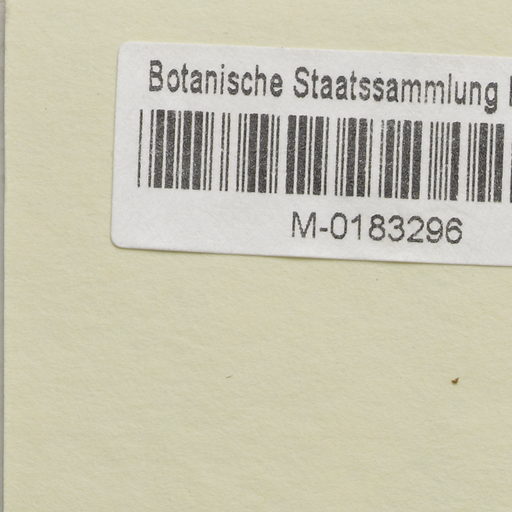 Botanische Staatssammlung
M-0183296